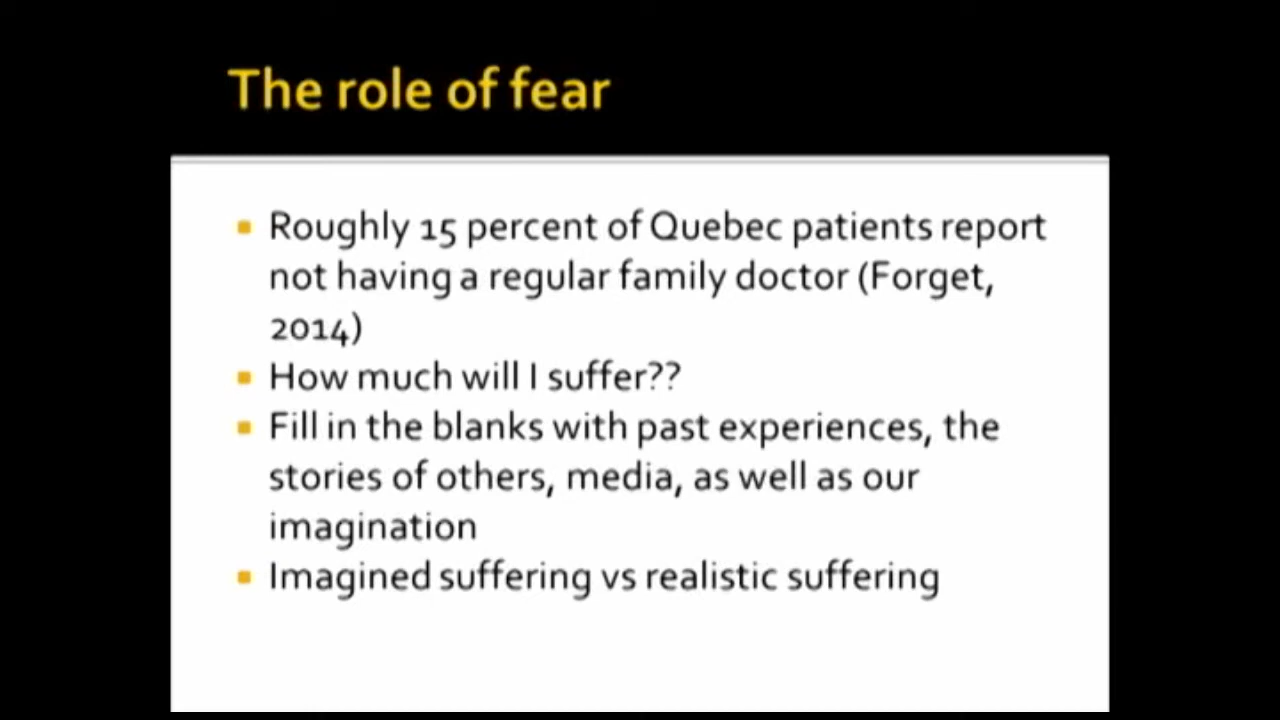 The role of fear
Roughly 15 percent of Quebec patients report
not having a regular family doctor (Forget,
2014)
How much will I suffer??
Fill in the blanks with past experiences, the
stories of others, media, as well as our
imagination
Imagined suffering vs realistic suffering